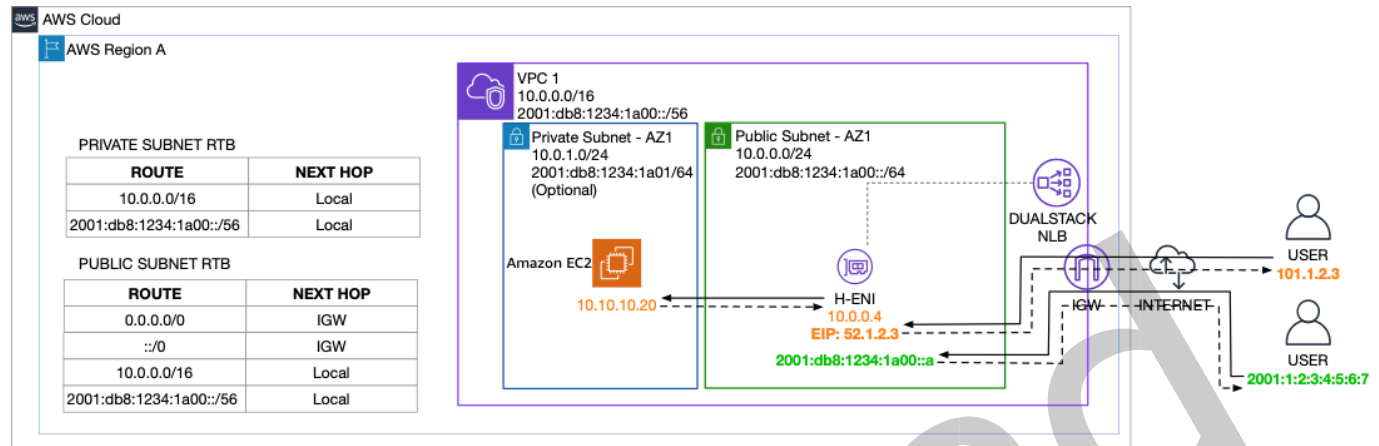 aws AWS Cloud
AWS Region A
VPC 1
10.0.0.0/16
2001:db8:1234:1a00::/56
PRIVATE SUBNET RTB
ROUTE NEXT HOP
10.0.0.0/16 Local
2001:db8:1234:1a00::/56 Local
PUBLIC SUBNET RTB
ROUTE NEXT HOP
0.0.0.0/0 IGW
::/0 IGW
10.0.0.0/16 Local
2001:db8:1234:1a00::/56 Local
Private Subnet - AZ1
10.0.1.0/24
2001:db8:1234:1a01/64
(Optional)
Amazon EC2
10.10.10.20
Public Subnet - AZ1
10.0.0.0/24
2001:db8:1234:1a00::/64
H-ENI
10.0.0.4
EIP: 52.1.2.3
2001:db8:1234:1a00::a
DUALSTACK
NLB
IGW
INTERNET
USER
101.1.2.3
USER
2001:1:2:3:4:5:6:7